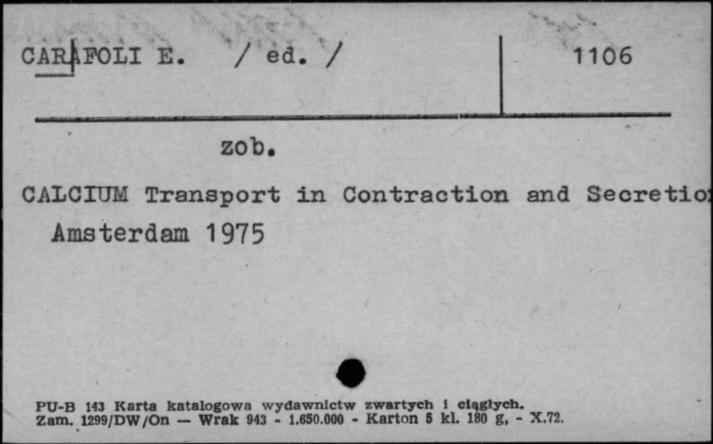 CARAFOLI E. / ed. / 1106
zob.
CALCIUM Transport in Contraction and Secretio
Amsterdam 1975
PU-B 143 Karta katalogowa wydawnictw zwartych i ciągłych.
Zam. 1299/DW/On — Wrak 943 - 1.650.000 - Karton 5 kl. 180 g, - X.72.